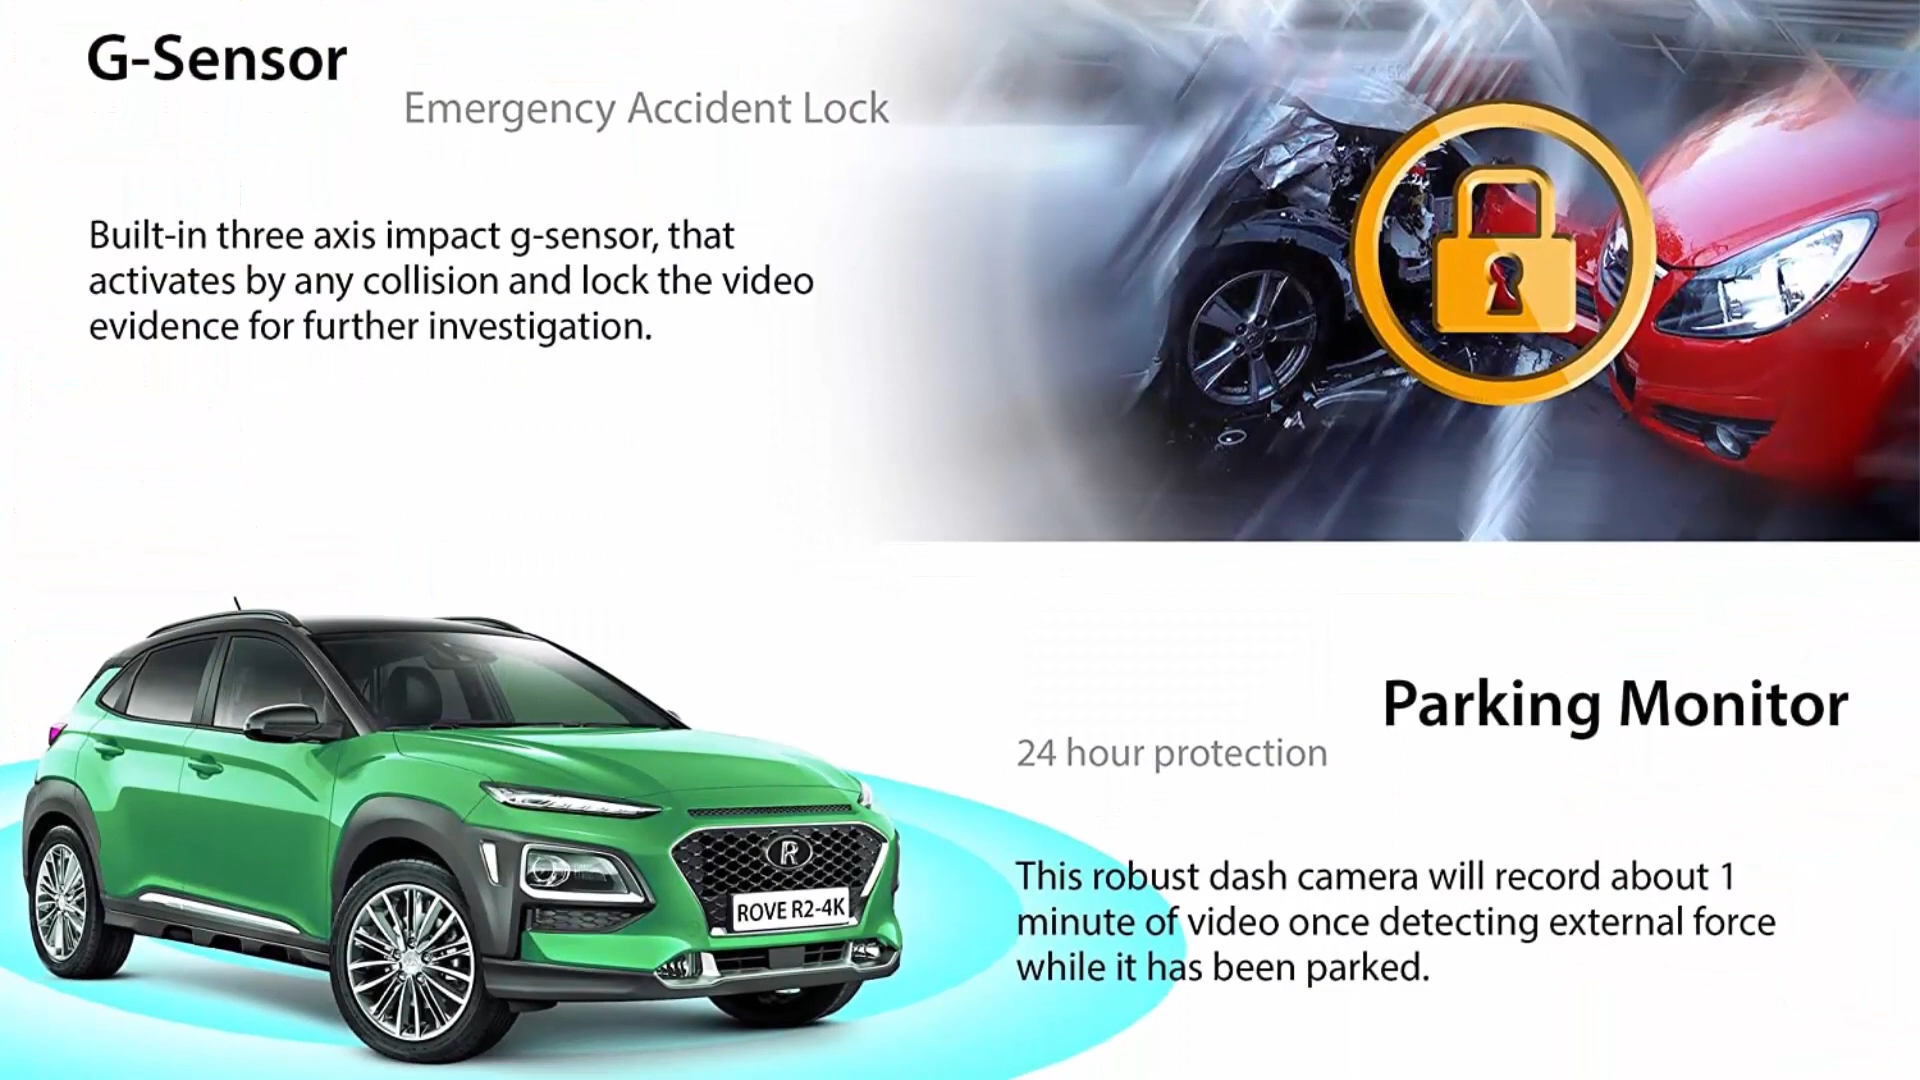 G-Sensor
Emergency Accident Lock
Built-in three axis impact g-sensor, that
activates by any collision and lock the video
evidence for further investigation.
Parking Monitor
24 hour protection
This robust dash camera will record about 1
minute of video once detecting external force
while it has been parked.
R
ROVE R2-4K